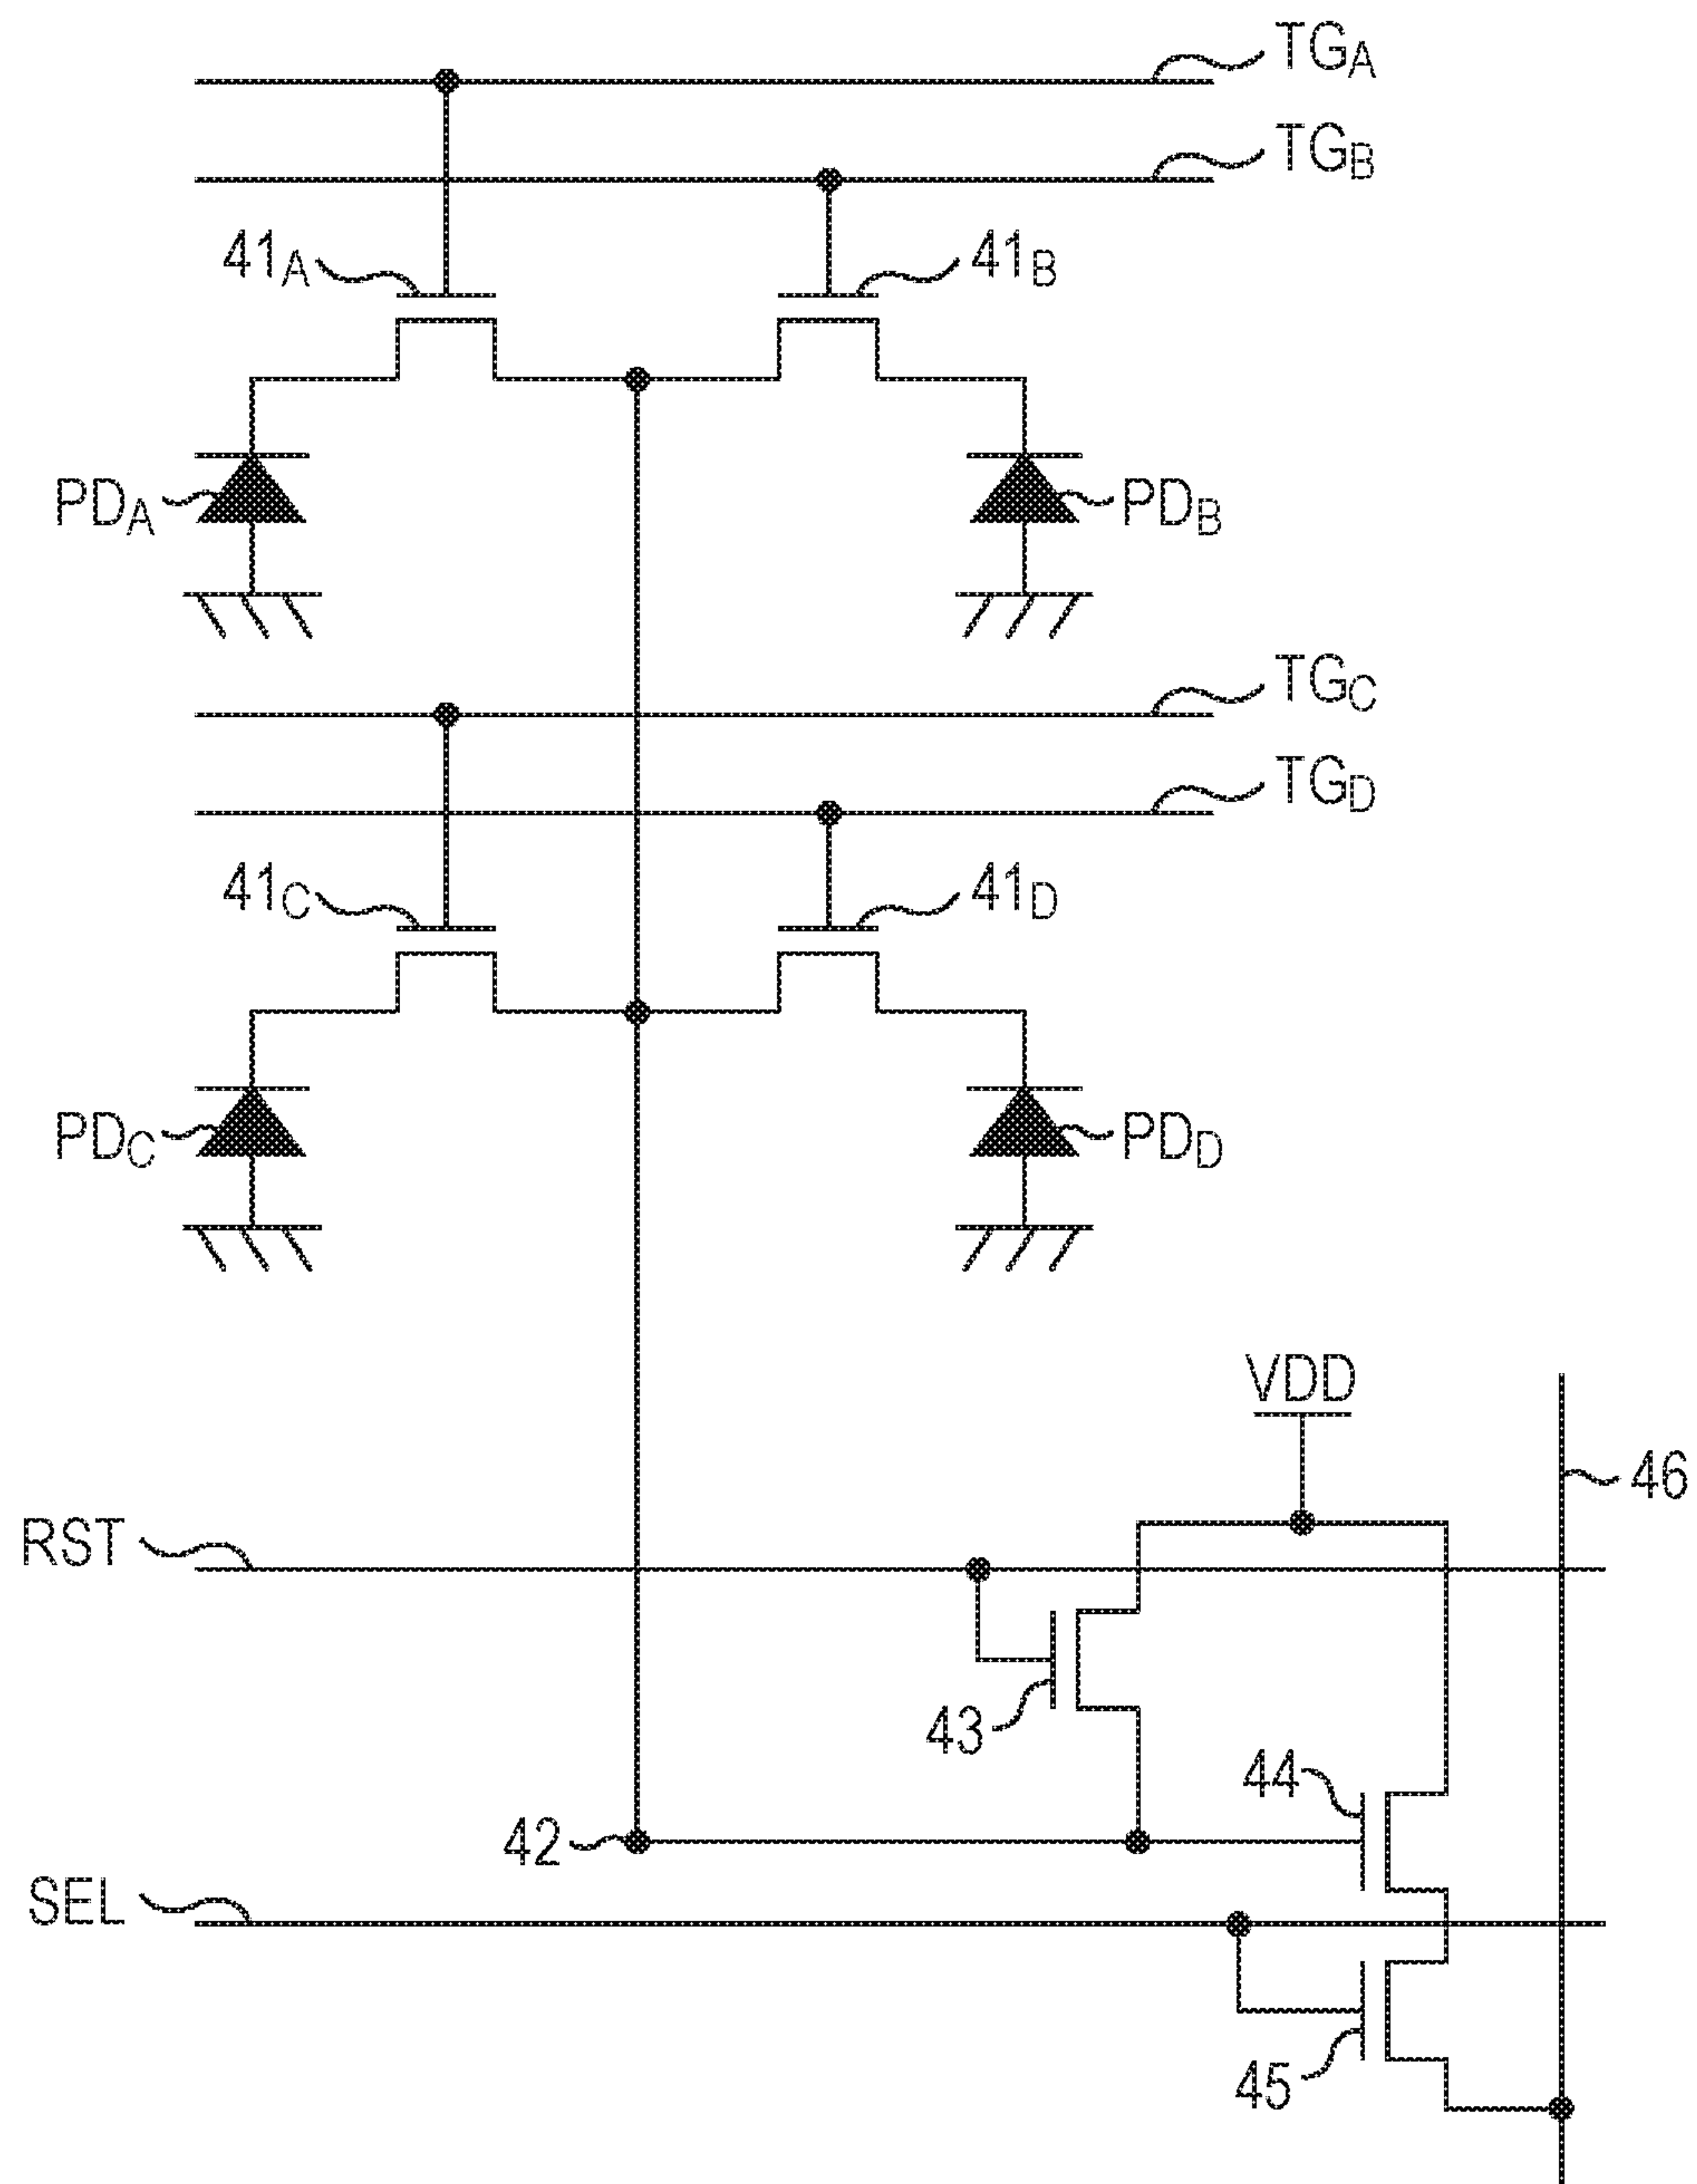 TGA
TGB
41A
41B
PDA
PDB
TGC
TGD
41C
41D
PDC
PDD
VDD
46
RST
43
44
42
SEL
45